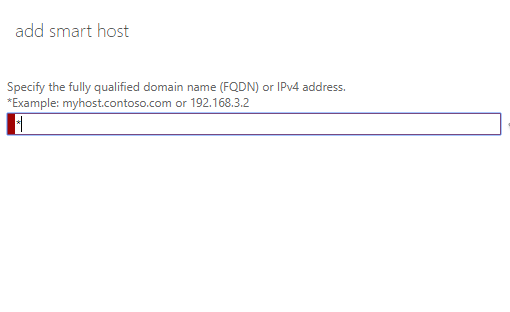 add smart host
Specify the fully qualified domain name (FQDN) or IPv4 address.
*Example: myhost.contoso.com or 192.168.3.2
*